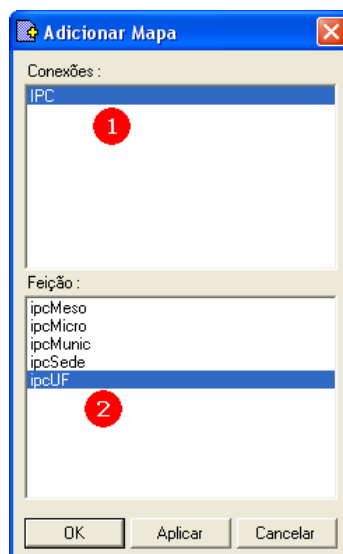 Adicionar Mapa
Conexões :
IPC
1
Feição :
ipcMeso
ipcMicro
ipcMunic
ipcSede
ipcUF
2
OK Aplicar Cancelar